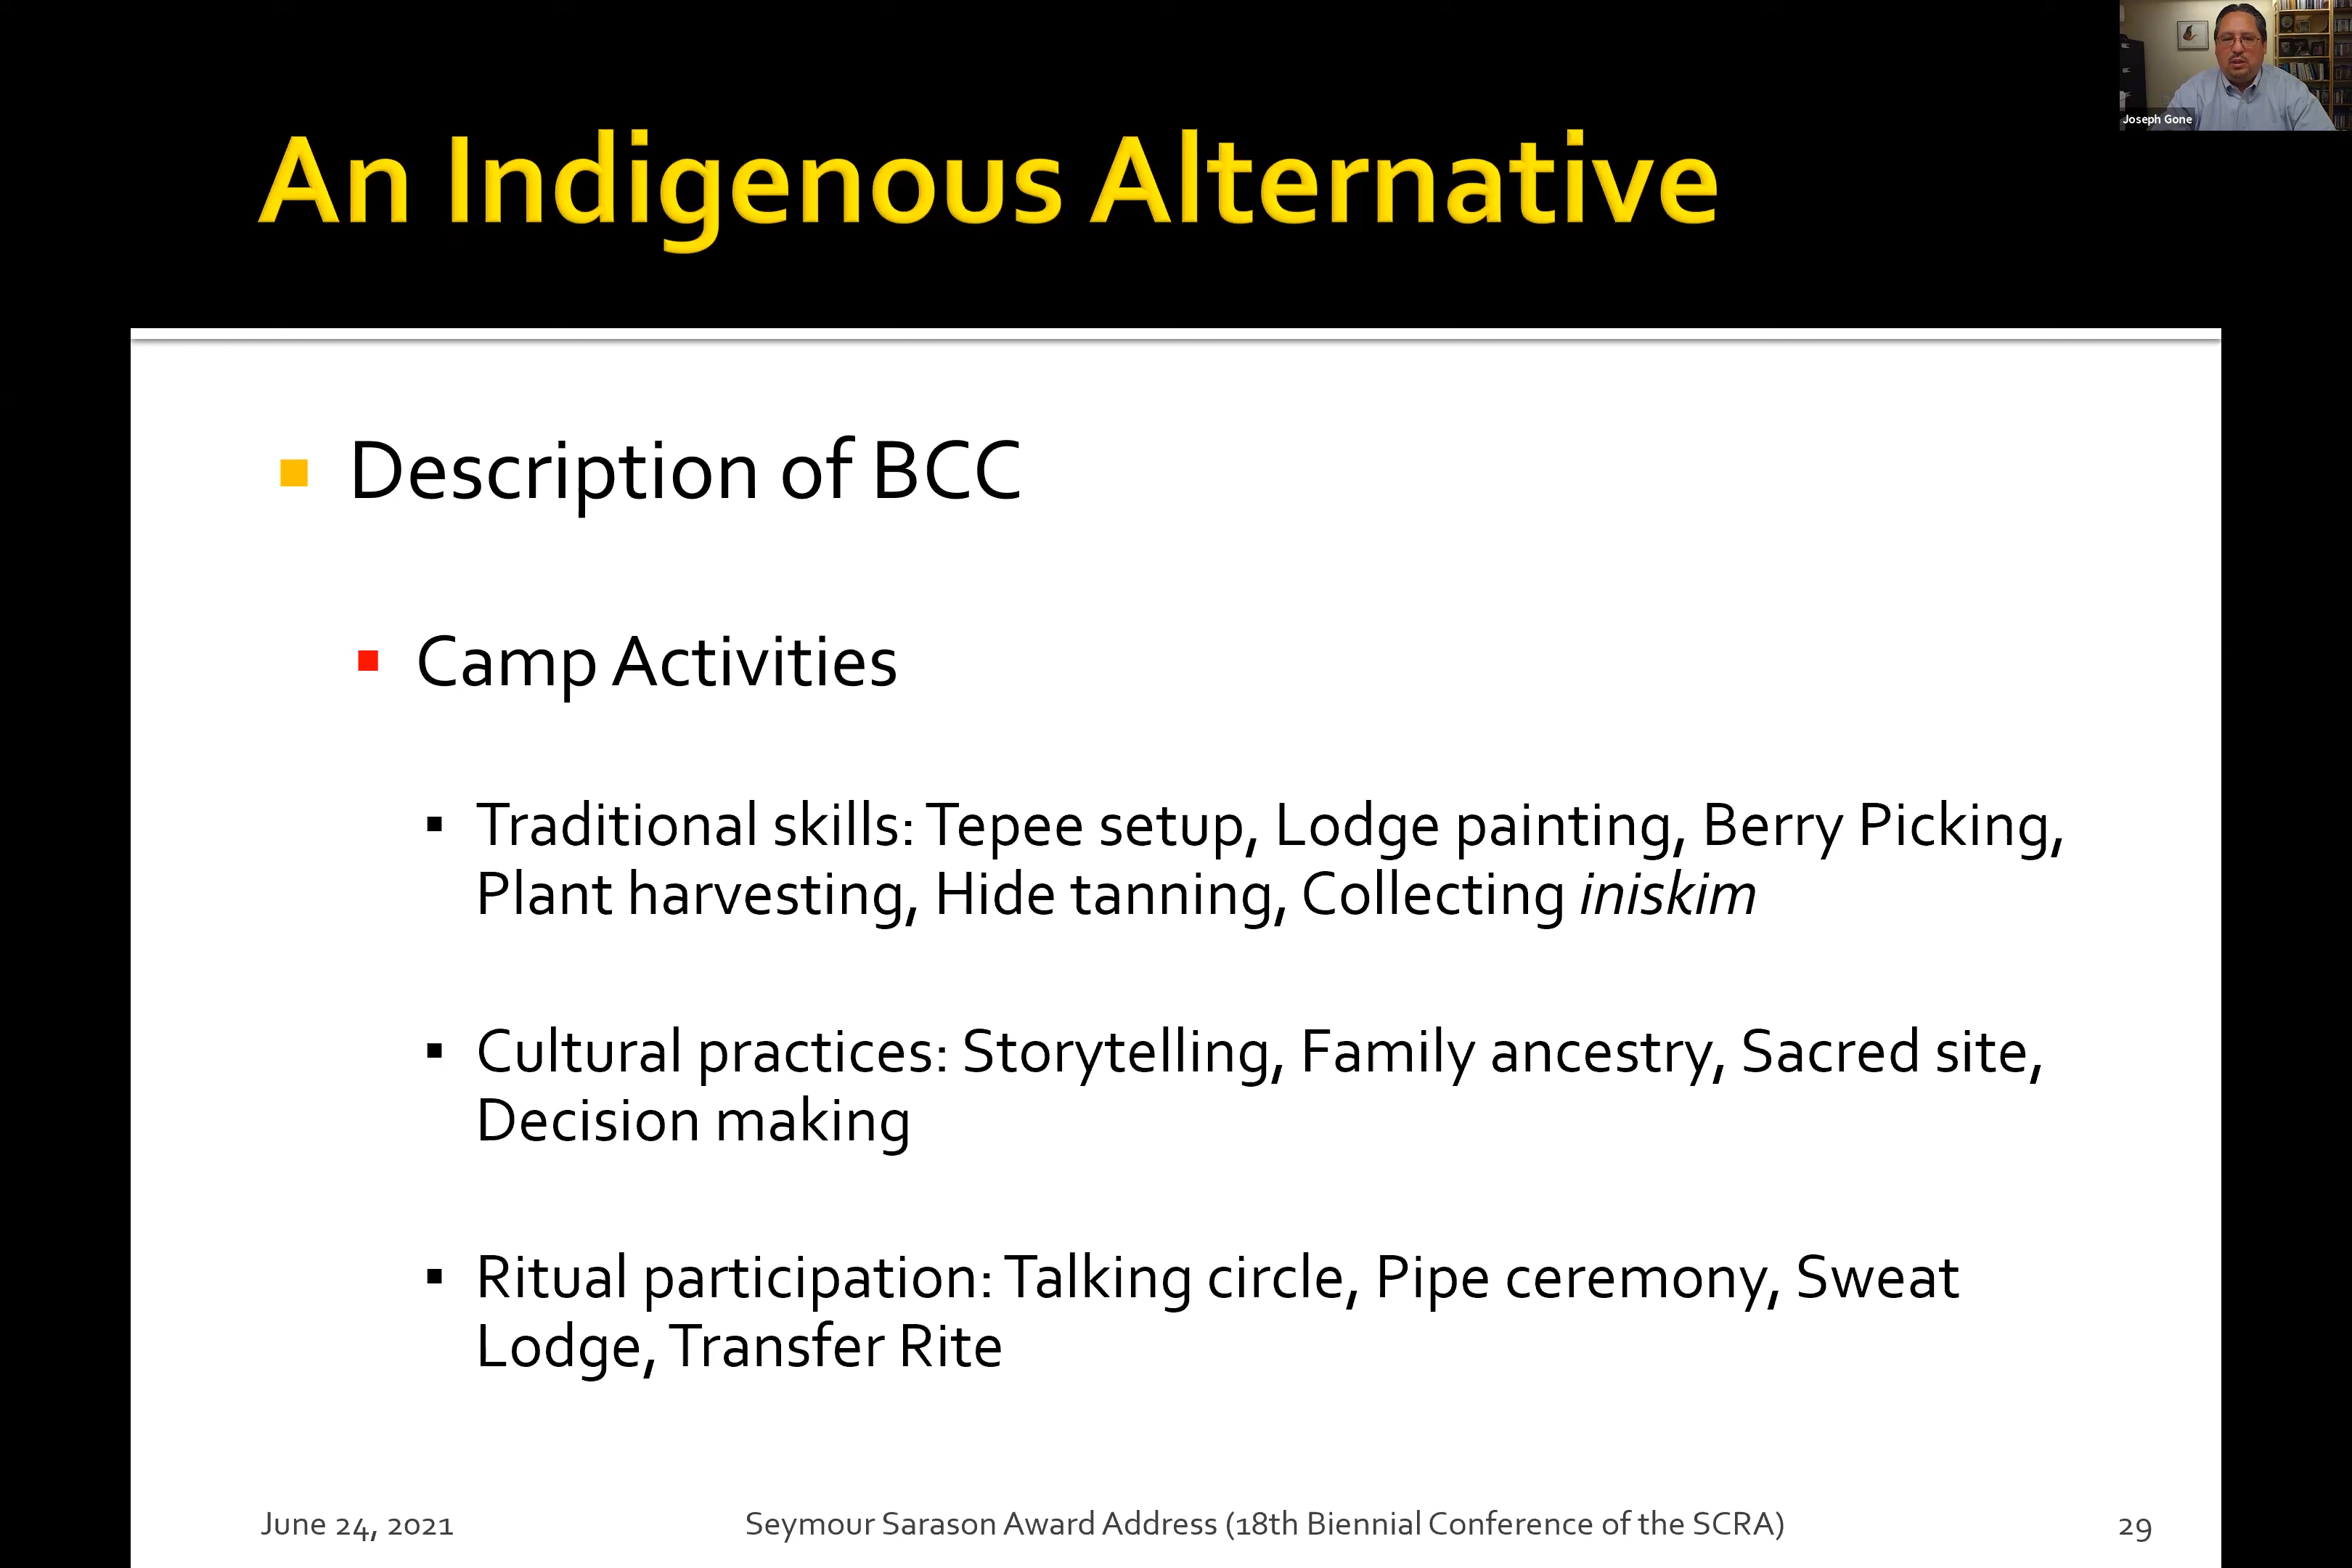 Joseph Gone
An Indigenous Alternative
Description of BCC
Camp Activities
Traditional skills: Tepee setup, Lodge painting, Berry Picking,
Plant harvesting, Hide tanning, Collecting iniskim
Cultural practices: Storytelling, Family ancestry, Sacred site,
Decision making
Ritual participation: Talking circle, Pipe ceremony, Sweat
Lodge, Transfer Rite
June 24, 2021 Seymour Sarason Award Address (18th Biennial Conference of the SCRA) 29